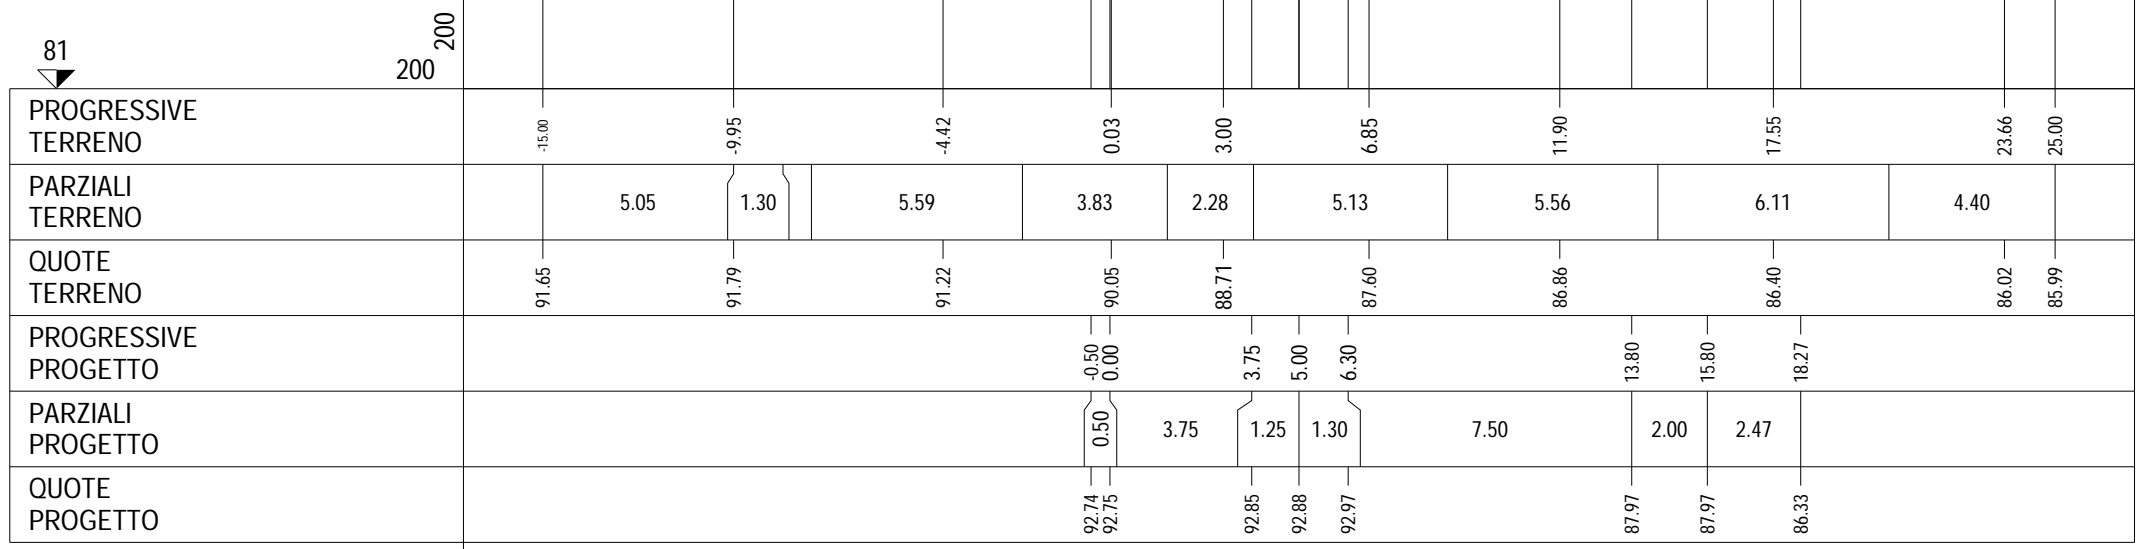 200
81
200
PROGRESSIVE
TERRENO
-15.00 -9.95 -4.42 0.03 3.00 6.85 11.90 17.55 23.66 25.00
PARZIALI
TERRENO
5.05 1.30 5.59 3.83 2.28 5.13 5.56 6.11 4.40
QUOTE
TERRENO
91.65 91.79 91.22 90.05 88.71 87.60 86.86 86.40 86.02 85.99
PROGRESSIVE
PROGETTO
-0.50 0.00 3.75 5.00 6.30 13.80 15.80 18.27
PARZIALI
PROGETTO
0.50 3.75 1.25 1.30 7.50 2.00 2.47
QUOTE
PROGETTO
92.74 92.75 92.85 92.88 92.97 87.97 87.97 86.33